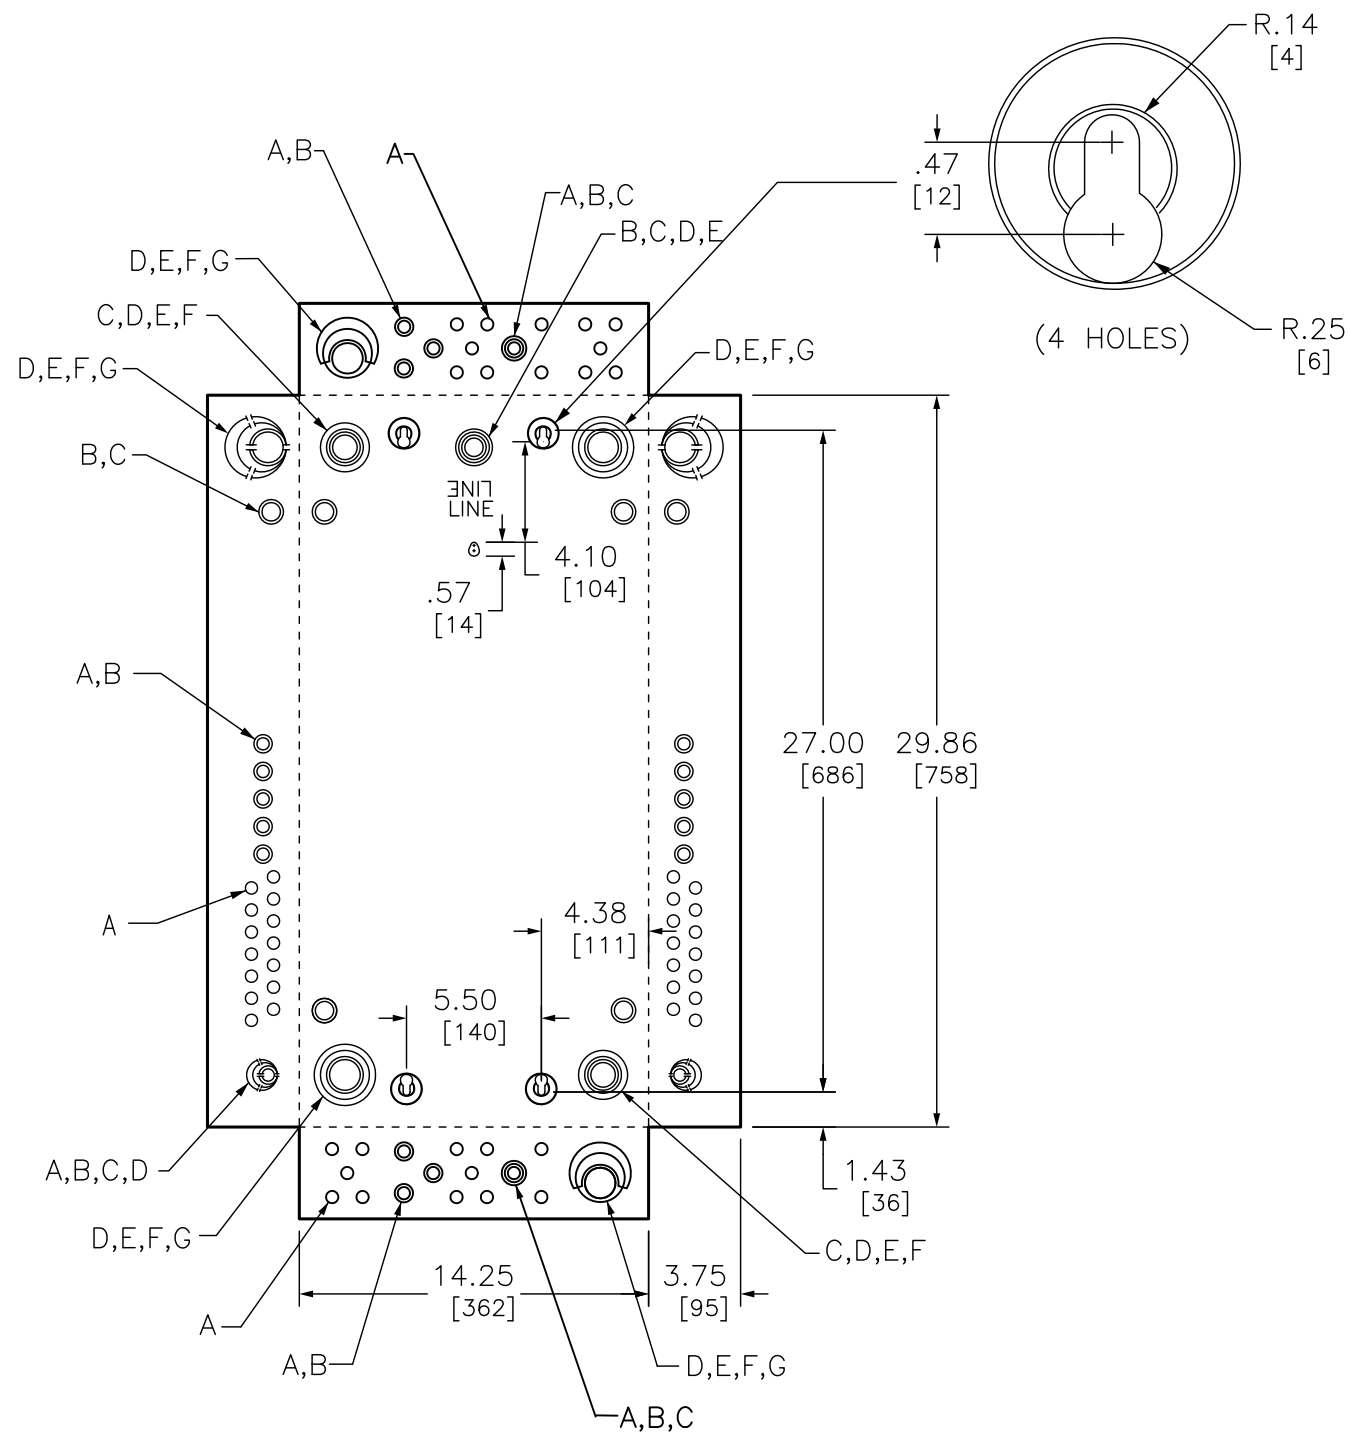 R.14
[4]
A,B
A
.47
[12]
A,B,C
B,C,D,E
D,E,F,G
C,D,E,F
R.25
[6]
(4 HOLES)
D,E,F,G
D,E,F,G
B,C
LINE
LINE
4.10
[104]
.57
[14]
A,B
27.00
[686]
29.86
[758]
A
4.38
[111]
5.50
[140]
A,B,C,D
1.43
[36]
D,E,F,G
C,D,E,F
14.25
[362]
3.75
[95]
A
A,B
D,E,F,G
A,B,C